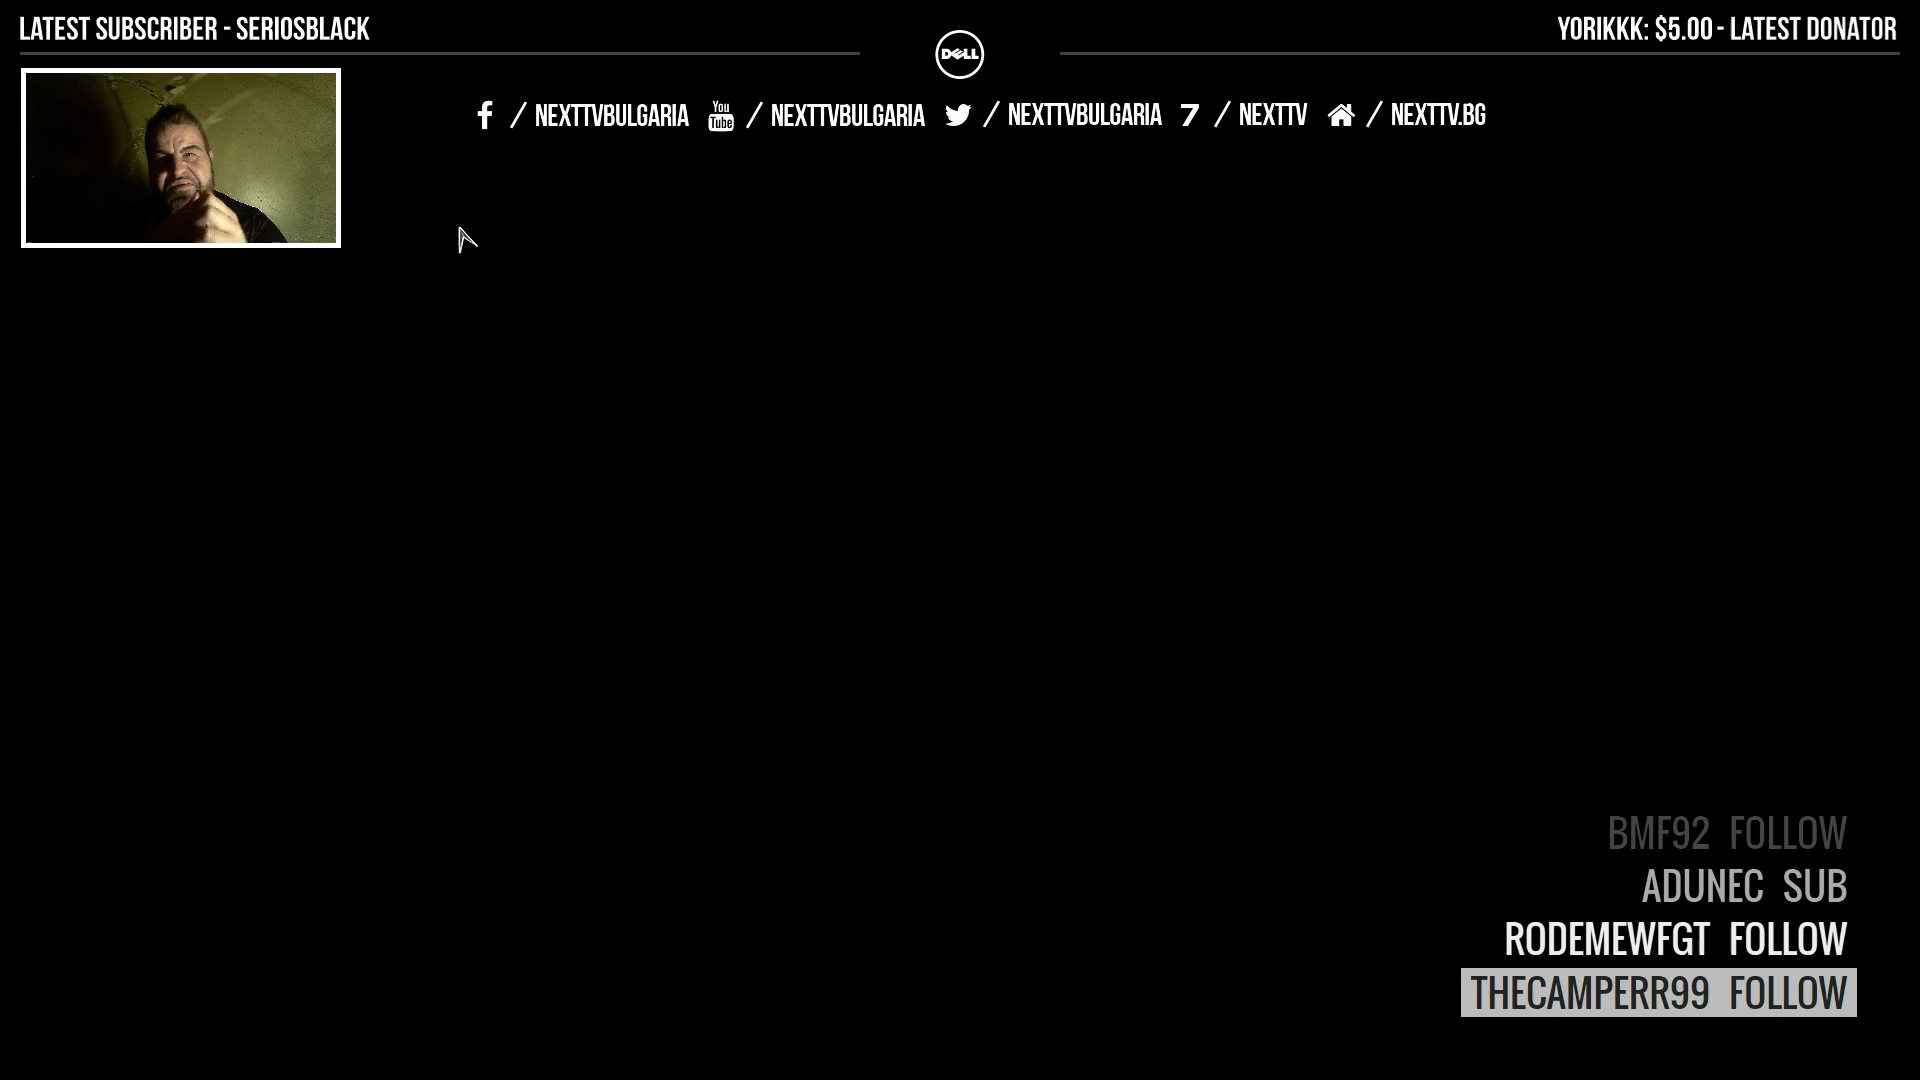 LATEST SUBSCRIBER - SERIOSBLACK
YORIKKK: $5.00 - LATEST DONATOR
DELL
f / NEXTTVBULGARIA You Tube / NEXTTVBULGARIA / NEXTTVBULGARIA 7 / NEXTTV / NEXTTV.BG
BMF92 FOLLOW
ADUNEC SUB
RODEMEWFGT FOLLOW
THECAMPERR99 FOLLOW